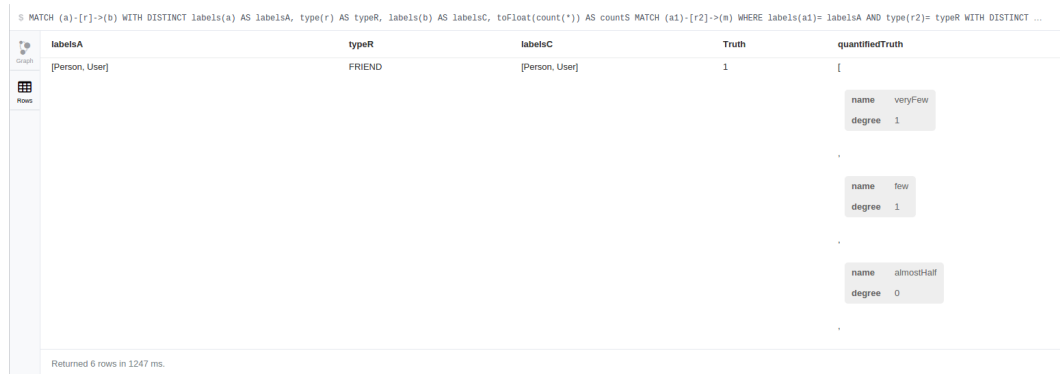 $ MATCH (a)-[r]->(b) WITH DISTINCT labels(a) AS labelsA, type(r) AS typeR, labels(b) AS labelsC, toFloat(count(*)) AS countS MATCH (a1)-[r2]->(m) WHERE labels(a1)= labelsA AND type(r2)= typeR WITH DISTINCT …
Graph
Rows
labelsA typeR labelsC Truth quantifiedTruth
[Person, User] FRIEND [Person, User] 1 [
name veryFew
degree 1
,
name few
degree 1
,
name almostHalf
degree 0
,
Returned 6 rows in 1247 ms.